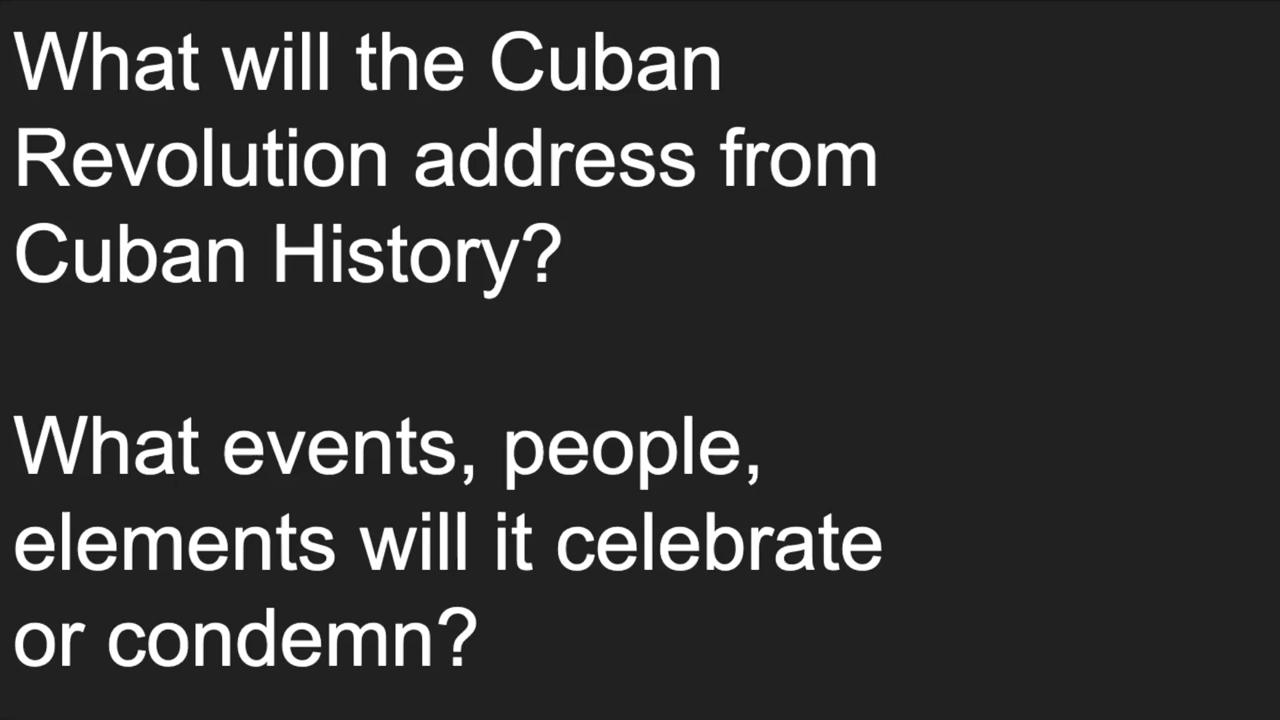 What will the Cuban
Revolution address from
Cuban History?
What events, people,
elements will it celebrate
or condemn?